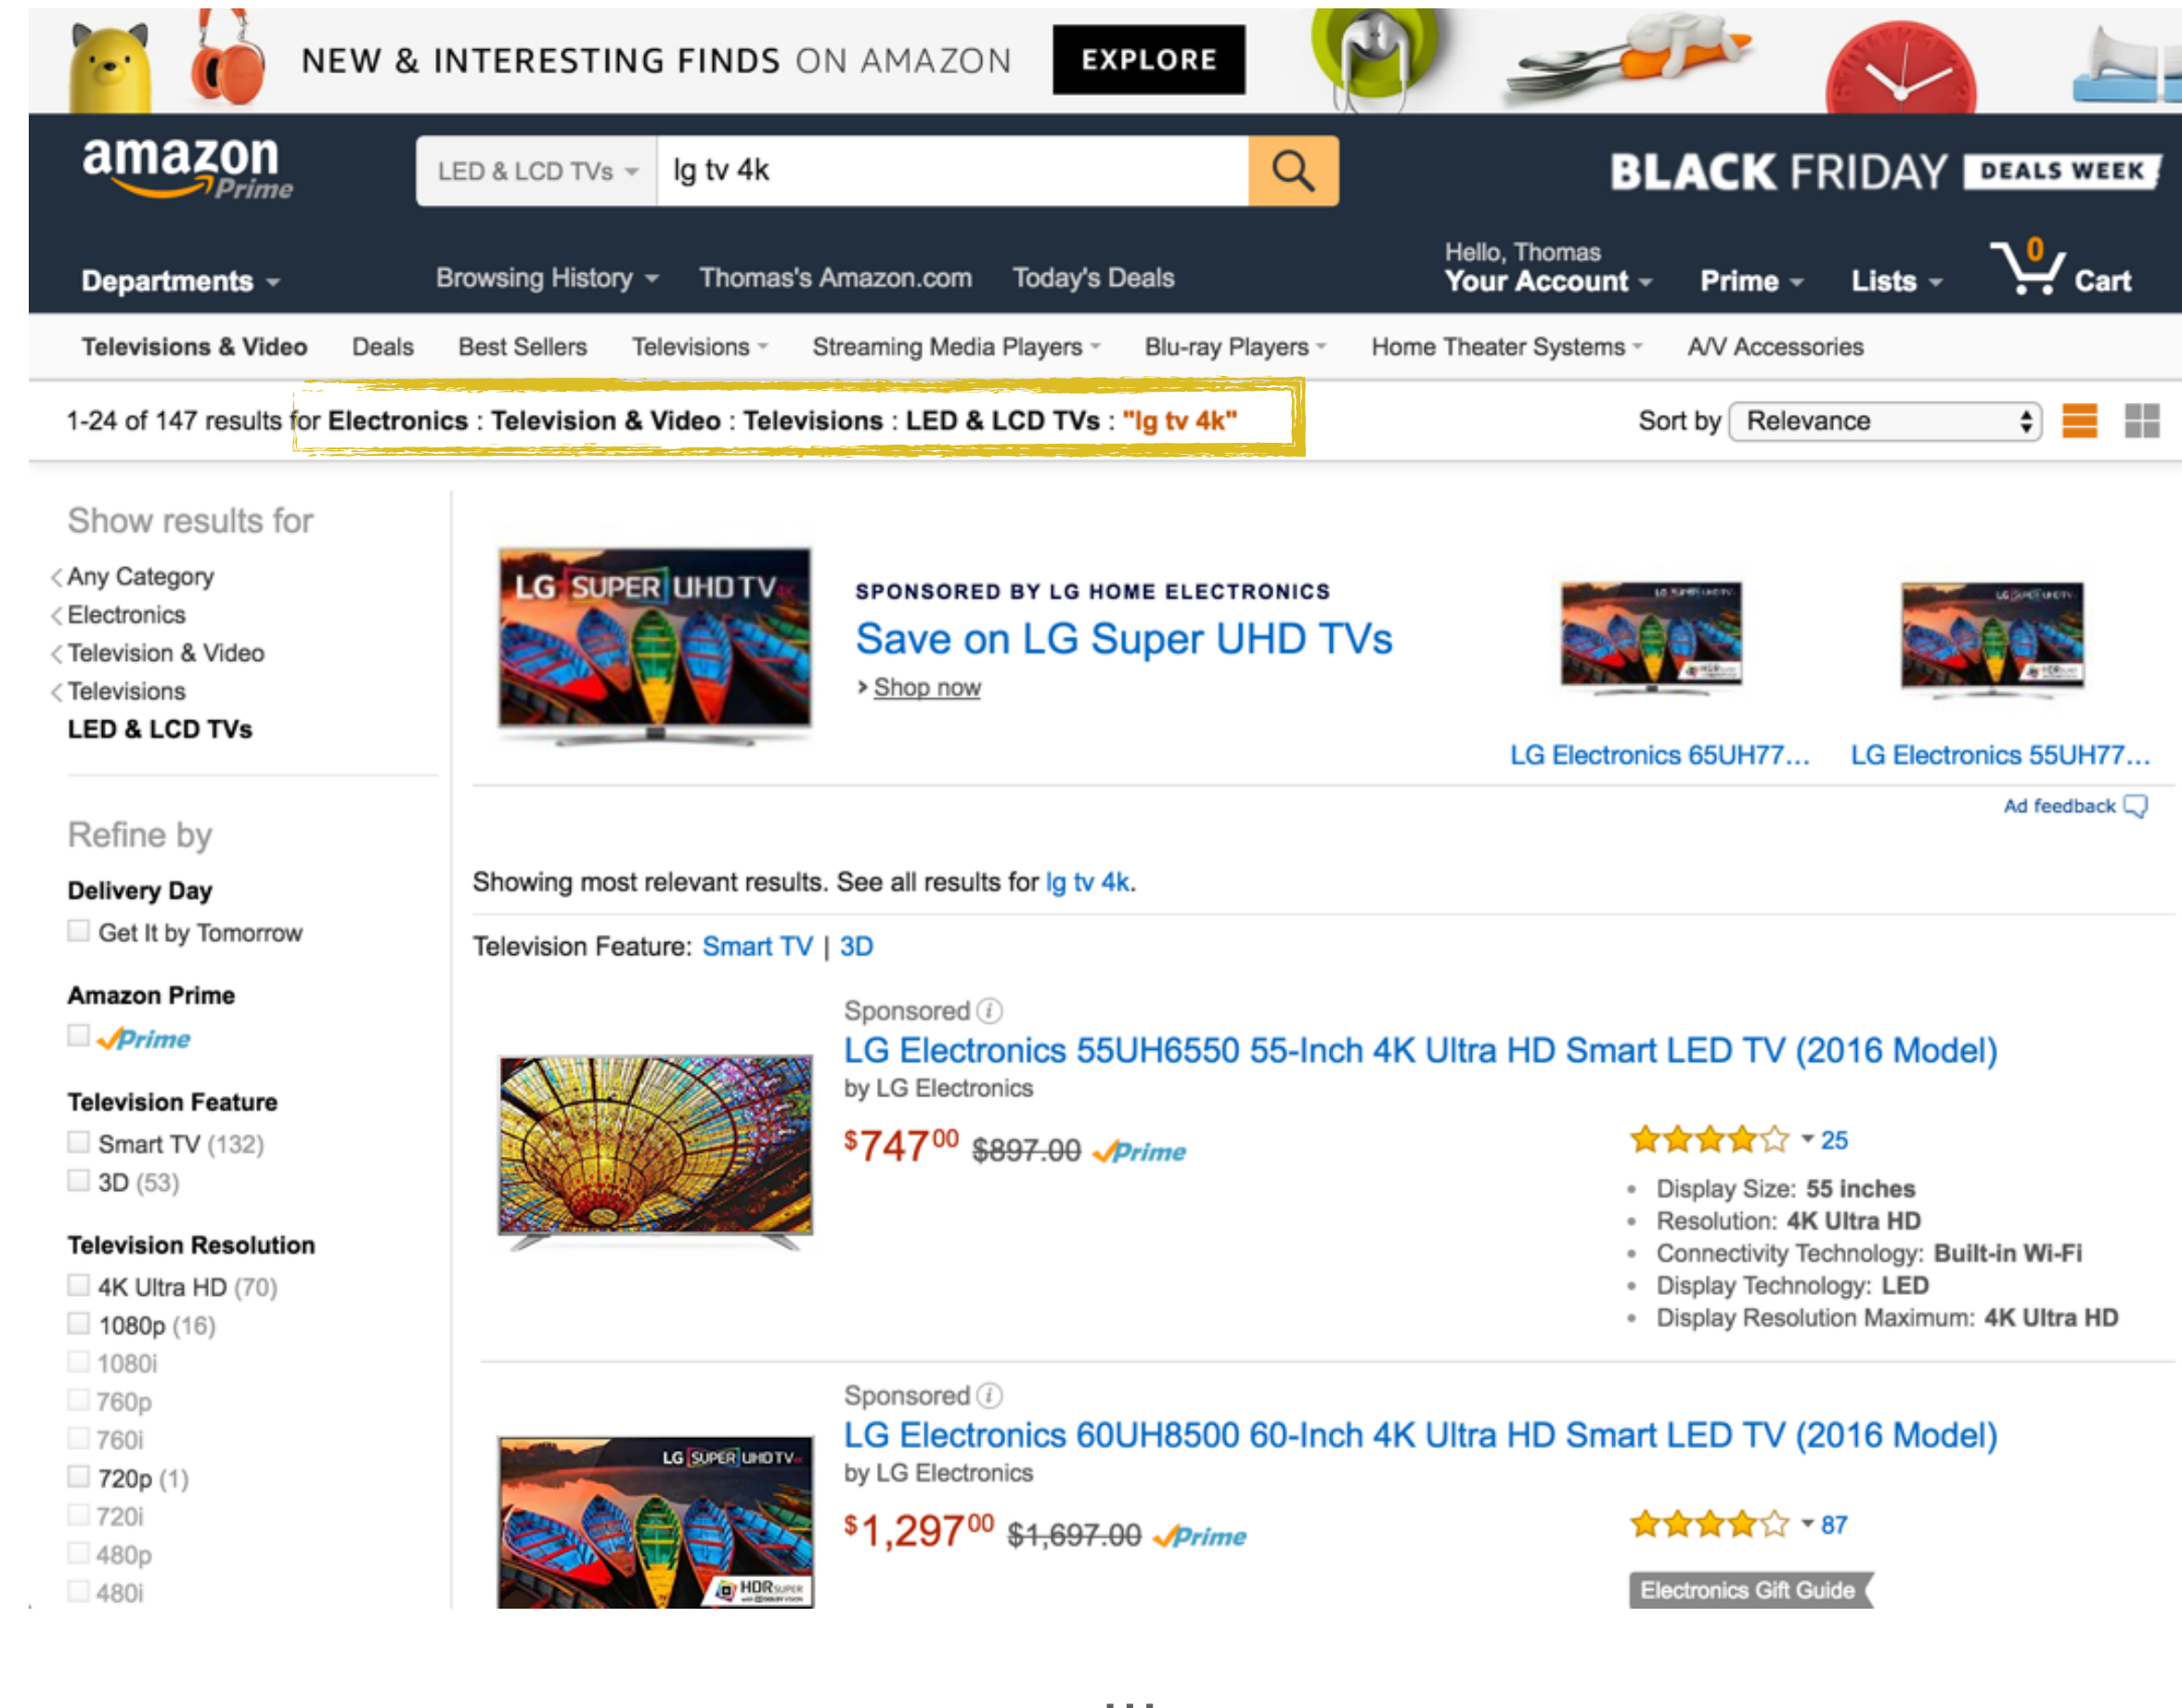 NEW & INTERESTING FINDS ON AMAZON EXPLORE
amazon Prime
LED & LCD TVs lg tv 4k
BLACK FRIDAY DEALS WEEK
Departments
Browsing History Thomas's Amazon.com Today's Deals
Hello, Thomas
Your Account Prime Lists 0 Cart
Televisions & Video Deals Best Sellers Televisions Streaming Media Players Blu-ray Players Home Theater Systems A/V Accessories
1-24 of 147 results for Electronics : Television & Video : Televisions : LED & LCD TVs : "lg tv 4k"
Sort by Relevance
Show results for
Any Category
Electronics
Television & Video
Televisions
LED & LCD TVs
Refine by
Delivery Day
Get It by Tomorrow
Amazon Prime
Prime
Television Feature
Smart TV (132)
3D (53)
Television Resolution
4K Ultra HD (70)
1080p (16)
1080i
760p
760i
720p (1)
720i
480p
480i
LG SUPER UHDTV 4K
SPONSORED BY LG HOME ELECTRONICS
Save on LG Super UHD TVs
Shop now
LG Electronics 65UH77...
LG Electronics 55UH77...
Ad feedback
Showing most relevant results. See all results for lg tv 4k.
Television Feature: Smart TV | 3D
Sponsored
LG Electronics 55UH6550 55-Inch 4K Ultra HD Smart LED TV (2016 Model)
by LG Electronics
$74700 $897.00 Prime
25
Display Size: 55 inches
Resolution: 4K Ultra HD
Connectivity Technology: Built-in Wi-Fi
Display Technology: LED
Display Resolution Maximum: 4K Ultra HD
Sponsored
LG Electronics 60UH8500 60-Inch 4K Ultra HD Smart LED TV (2016 Model)
by LG Electronics
$1,29700 $1,697.00 Prime
87
Electronics Gift Guide
LG SUPER UHDTV
HDR SUPER
...